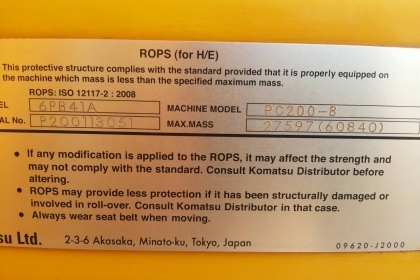 ROPS (for H/E)
This protective structure complies with the standard provided that it is properly equipped on
the machine which mass is less than the specified maximum mass.
ROPS: ISO 12117-2 : 2008
EL 6PB41A MACHINE MODEL PC200-8
AL No. P200113051 MAX.MASS 27597(60840)
● If any modification is applied to the ROPS, it may affect the strength and
may not comply with the standard. Consult Komatsu Distributor before
altering.
● ROPS may provide less protection if it has been structurally damaged or
involved in roll-over. Consult Komatsu Distributor in that case.
● Always wear seat belt when moving.
su Ltd. 2-3-6 Akasaka, Minato-ku, Tokyo, Japan 09620-J2000